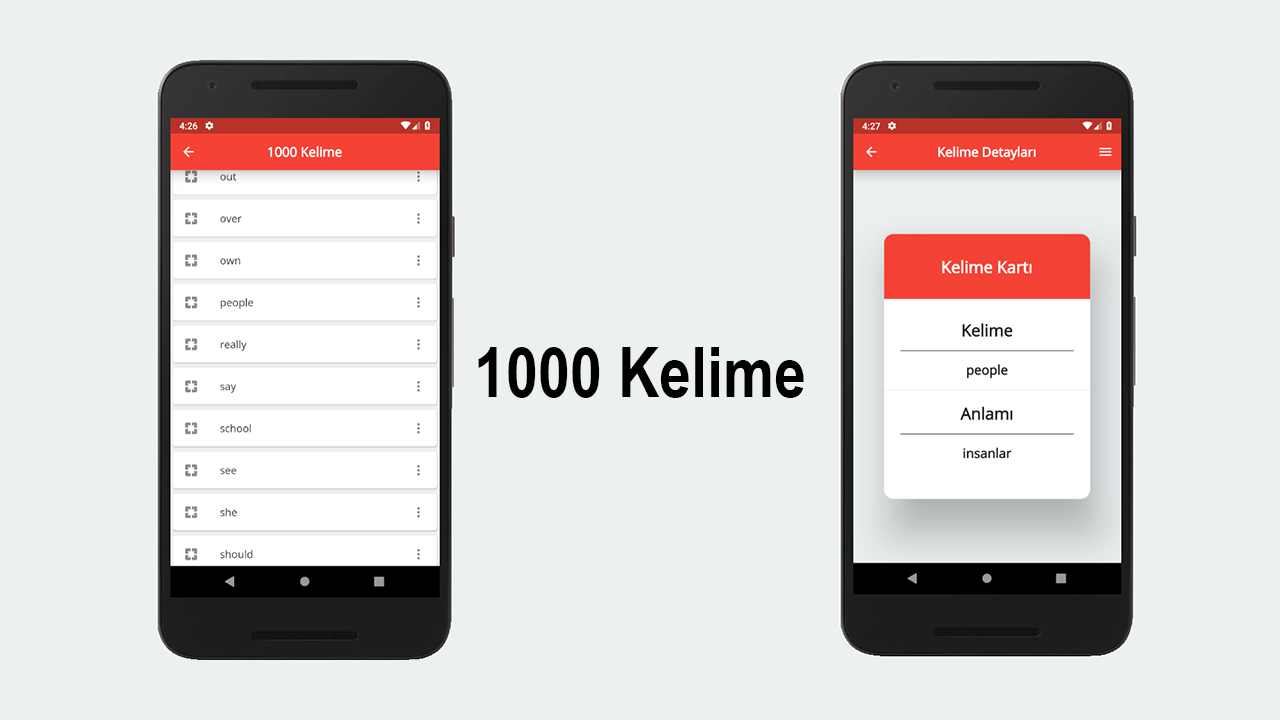 4:26
1000 Kelime
out
over
own
people
really
say
school
see
she
should
1000 Kelime
4:27
Kelime Detayları
Kelime Kartı
Kelime
people
Anlamı
insanlar